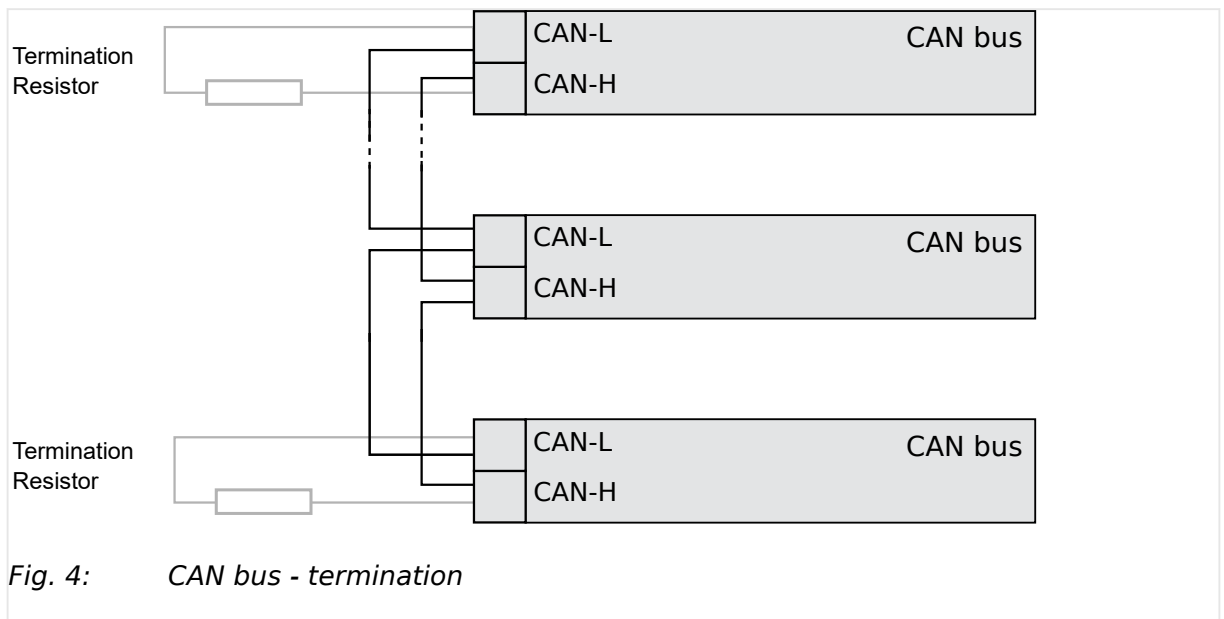 CAN-L
CAN bus
Termination
Resistor
CAN-H
CAN-L
CAN bus
CAN-H
CAN-L
CAN bus
Termination
Resistor
CAN-H
Fig. 4: CAN bus - termination